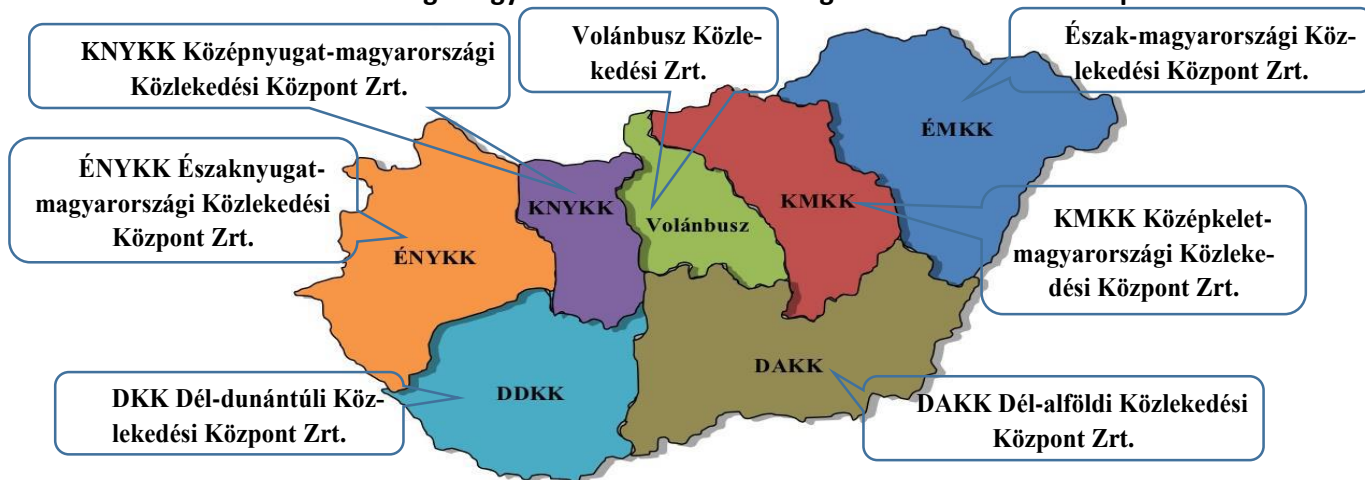 KNYKK Középnyugat-magyarországi
Közlekedési Központ Zrt.
Volánbusz Közle-
kedési Zrt.
Észak-magyarországi Köz-
lekedési Központ Zrt.
ÉNYKK Északnyugat-
magyarországi Közlekedési
Központ Zrt.
KMKK Középkelet-
magyarországi Közleke-
dési Központ Zrt.
DKK Dél-dunántúli Köz-
lekedési Központ Zrt.
DAKK Dél-alföldi Közlekedési
Központ Zrt.
ÉMKK
KNYKK
KMKK
Volánbusz
ÉNYKK
DAKK
DDKK